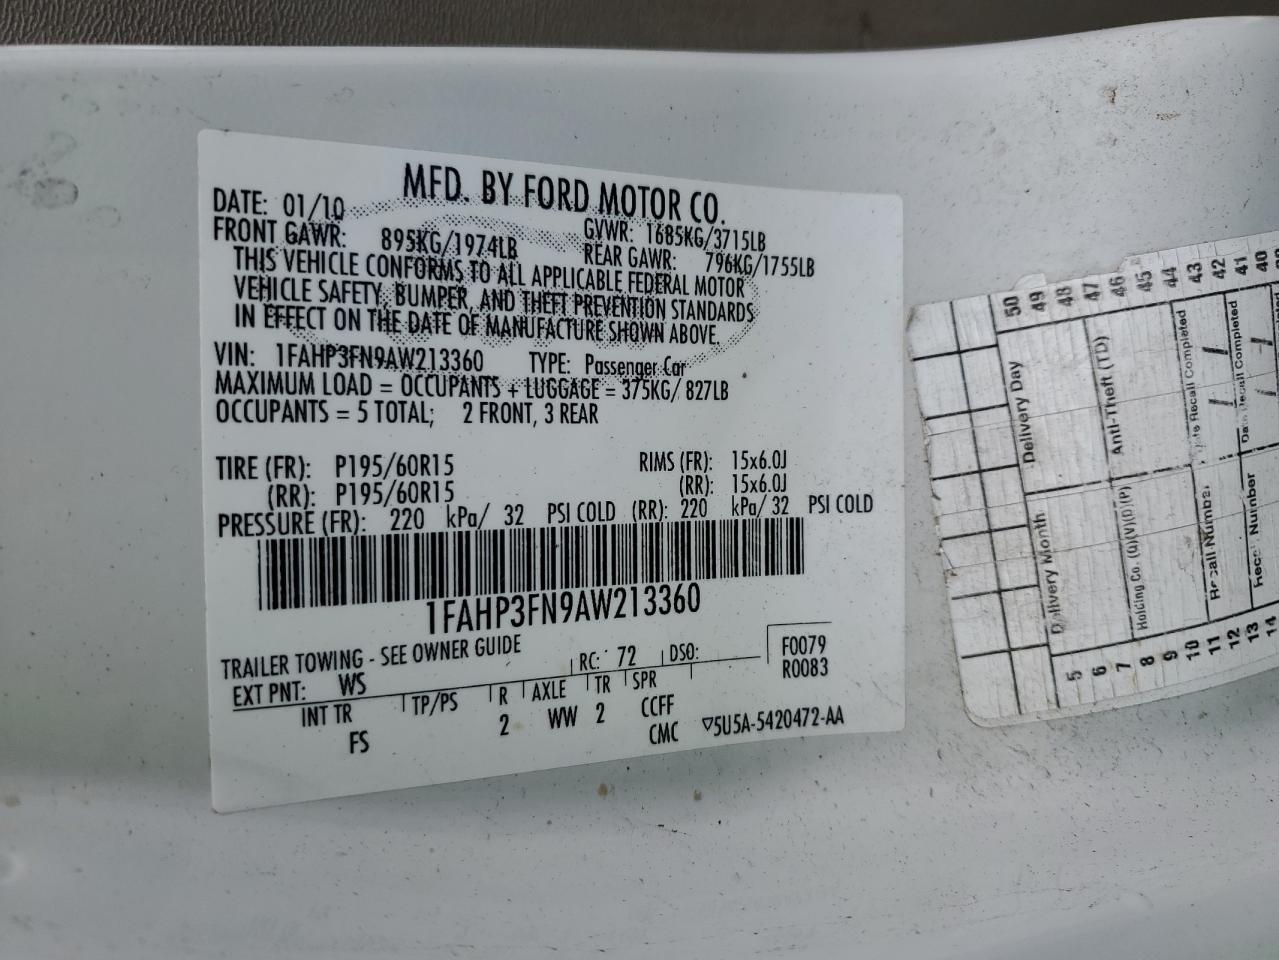 MFD. BY FORD MOTOR CO.
DATE: 01/10 GVWR: 1685KG/3715LB
FRONT GAWR: 895KG/1974LB REAR GAWR: 796KG/1755LB
THIS VEHICLE CONFORMS TO ALL APPLICABLE FEDERAL MOTOR
VEHICLE SAFETY, BUMPER, AND THEFT PREVENTION STANDARDS
IN EFFECT ON THE DATE OF MANUFACTURE SHOWN ABOVE.
VIN: 1FAHP3FN9AW213360 TYPE: Passenger Car
MAXIMUM LOAD = OCCUPANTS + LUGGAGE = 375KG/ 827LB
OCCUPANTS = 5 TOTAL; 2 FRONT, 3 REAR
TIRE (FR): P195/60R15 RIMS (FR): 15x6.0J
(RR): P195/60R15 (RR): 15x6.0J
PRESSURE (FR): 220 kPa/ 32 PSI COLD (RR): 220 kPa/ 32 PSI COLD
1FAHP3FN9AW213360
TRAILER TOWING - SEE OWNER GUIDE
F0079
R0083
EXT PNT: WS RC: 72 DSO:
INT TR TP/PS R AXLE TR SPR
FS 2 WW 2 CCFF
CMC ▽5U5A-5420472-AA
50 49 48 47 46 45 44 43 42 41 40
Delivery Day
Anti-Theft (TD)
Recall Completed
Completed
Delivery Month
Holding Co. (Q)(V)(D)(P)
Number
5 6 7 8 9 10 11 12 13 14